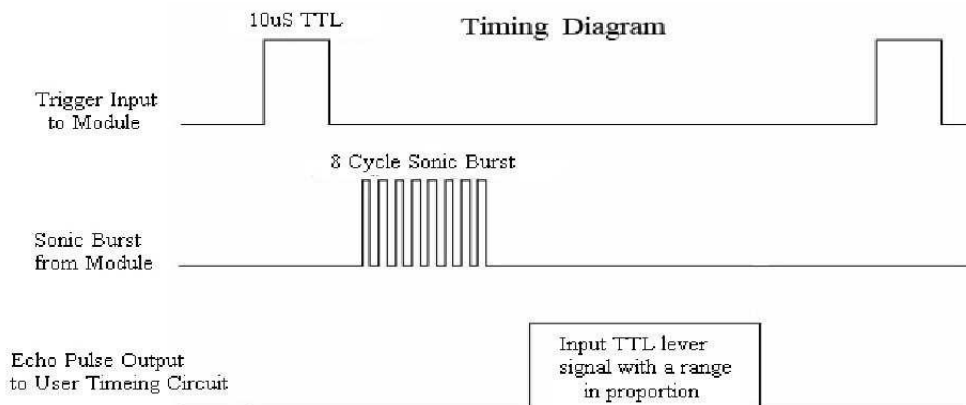 10uS TTL
Timing Diagram
Trigger Input
to Module
8 Cycle Sonic Burst
Sonic Burst
from Module
Echo Pulse Output
to User Timeing Circuit
Input TTL lever
signal with a range
in proportion